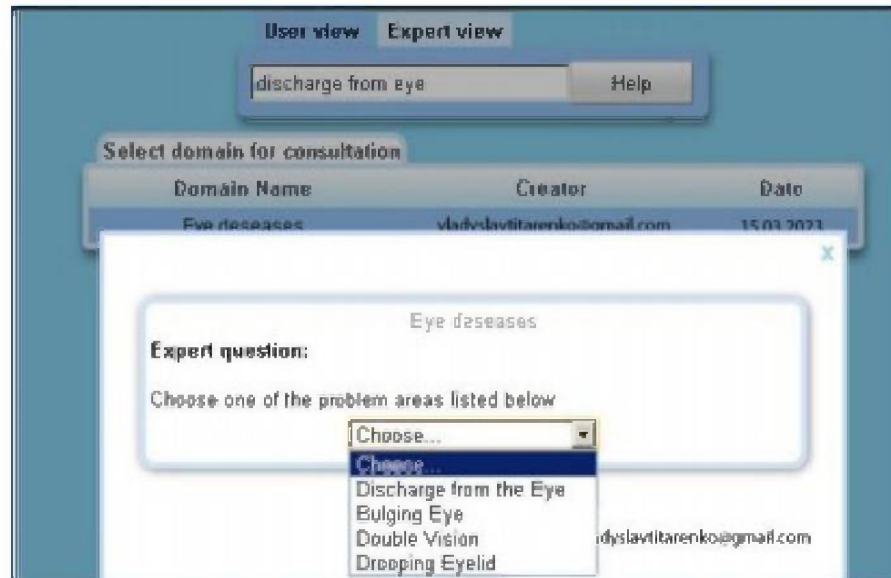 User view Expert view
discharge from eye Help
Select domain for consultation
Domain Name Creator Date
Eye deseases vladyslavtitarenko@gmail.com 15.03.2023
x
Eye deseases
Expert question:
Choose one of the problem areas listed below
Choose...
Choose...
Discharge from the Eye
Bulging Eye
Double Vision dyslavtitarenko@gmail.com
Drooping Eyelid